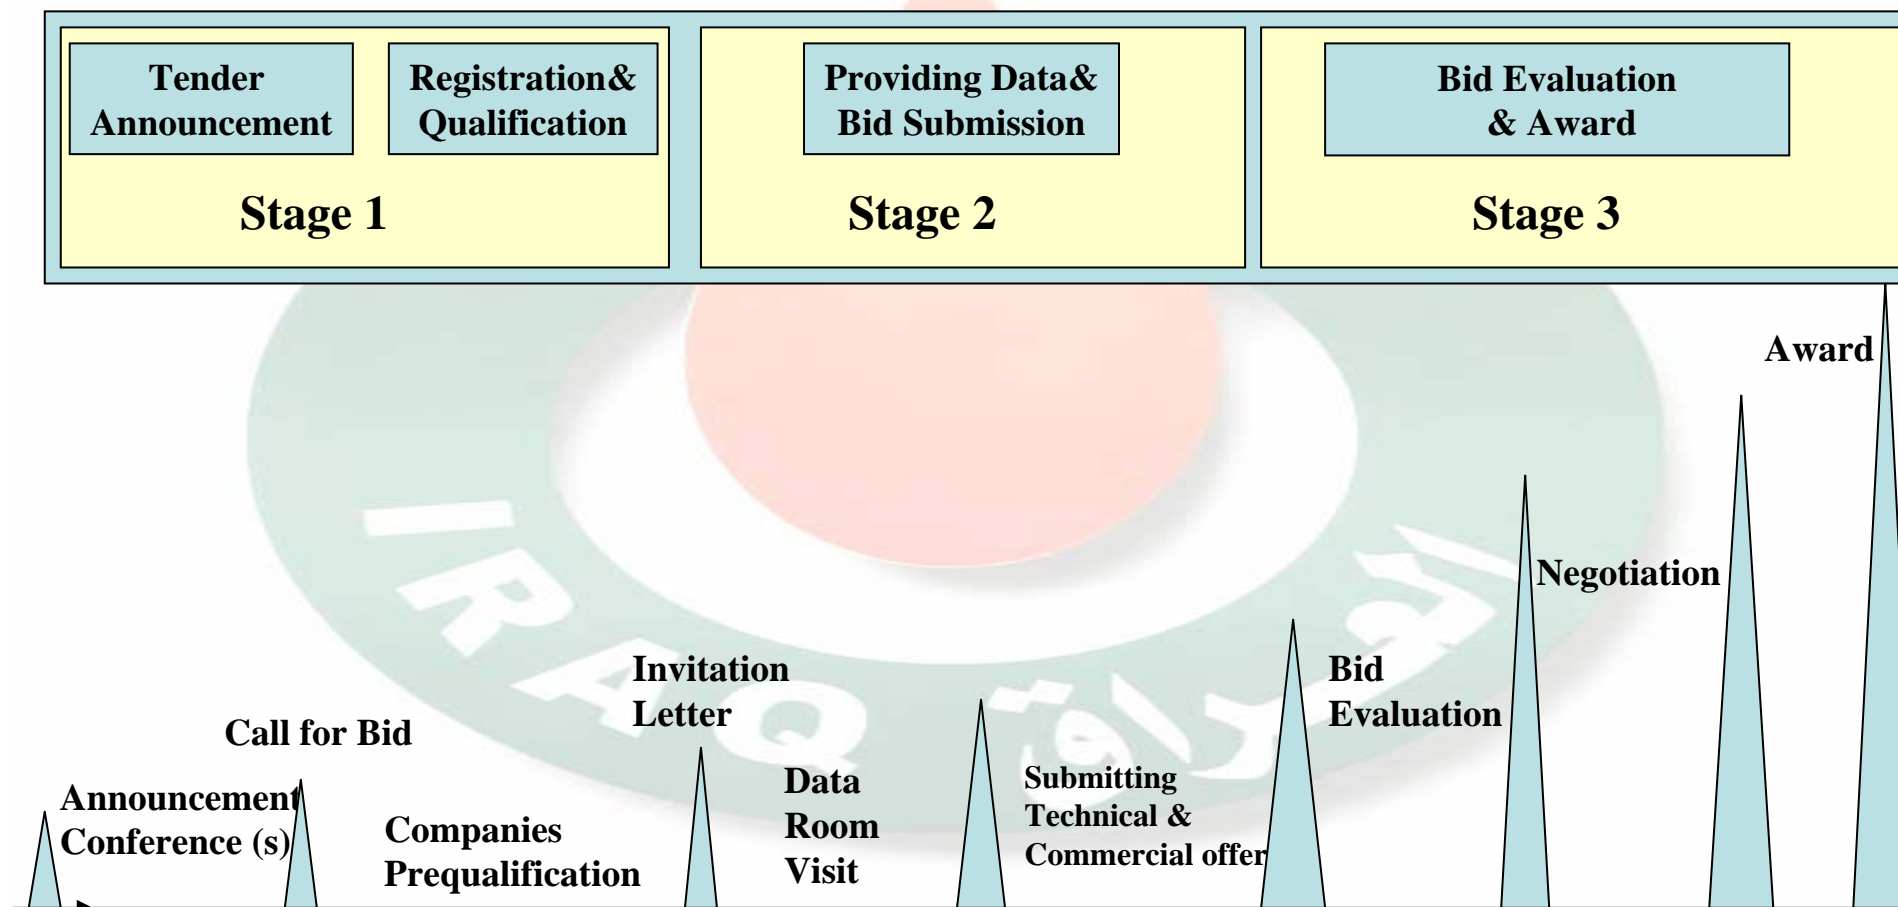 Tender
Announcement
Registration&
Qualification
Providing Data&
Bid Submission
Bid Evaluation
& Award
Stage 1
Stage 2
Stage 3
Award
Negotiation
Bid
Evaluation
Invitation
Letter
Call for Bid
Data
Room
Visit
Submitting
Technical &
Commercial offer
Announcement
Conference (s)
Companies
Prequalification
IRAQ
العراق